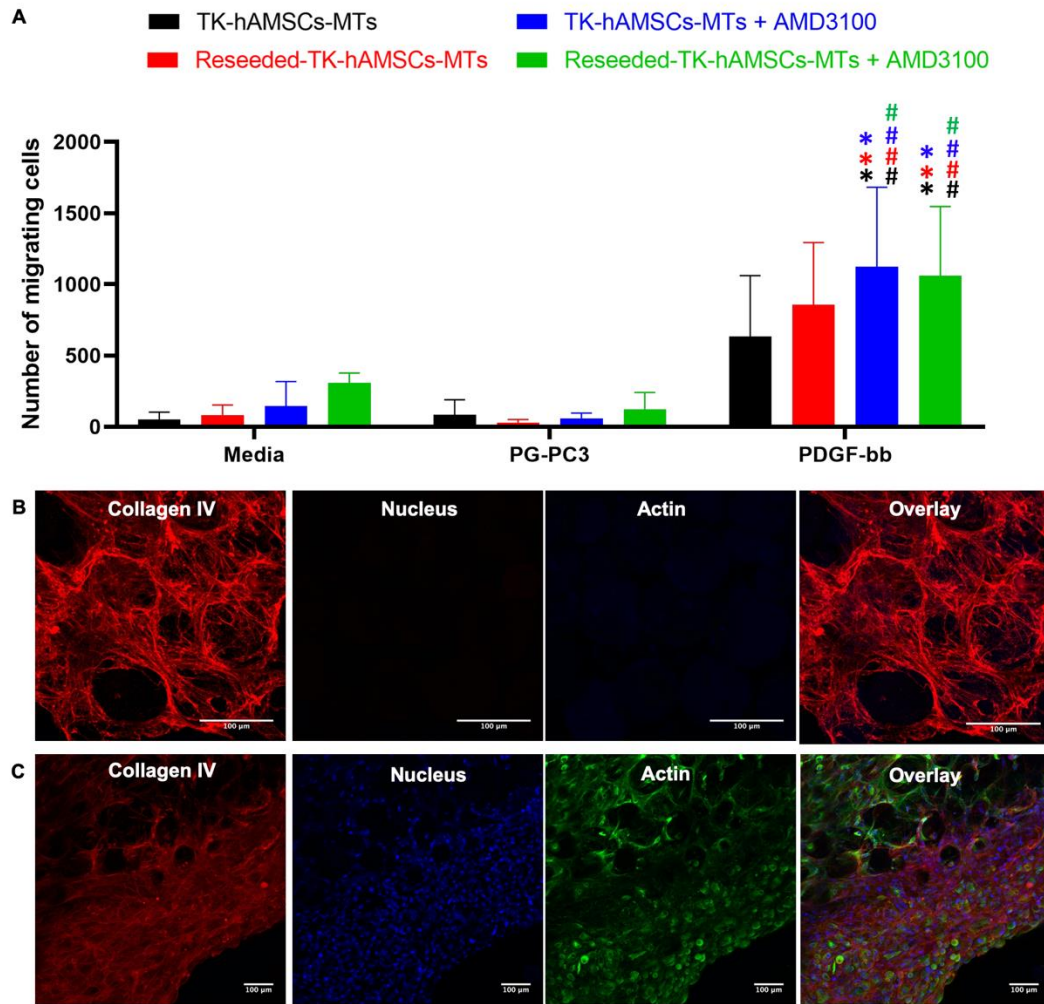 A
TK-hAMSCs-MTs
TK-hAMSCs-MTs + AMD3100
Reseeded-TK-hAMSCs-MTs
Reseeded-TK-hAMSCs-MTs + AMD3100
Number of migrating cells
2000
1500
1000
500
0
* * *
# # # #
* * *
# # # #
Media
PG-PC3
PDGF-bb
B
Collagen IV
Nucleus
Actin
Overlay
100 µm
100 µm
100 µm
100 µm
C
Collagen IV
Nucleus
Actin
Overlay
100 µm
100 µm
100 µm
100 µm